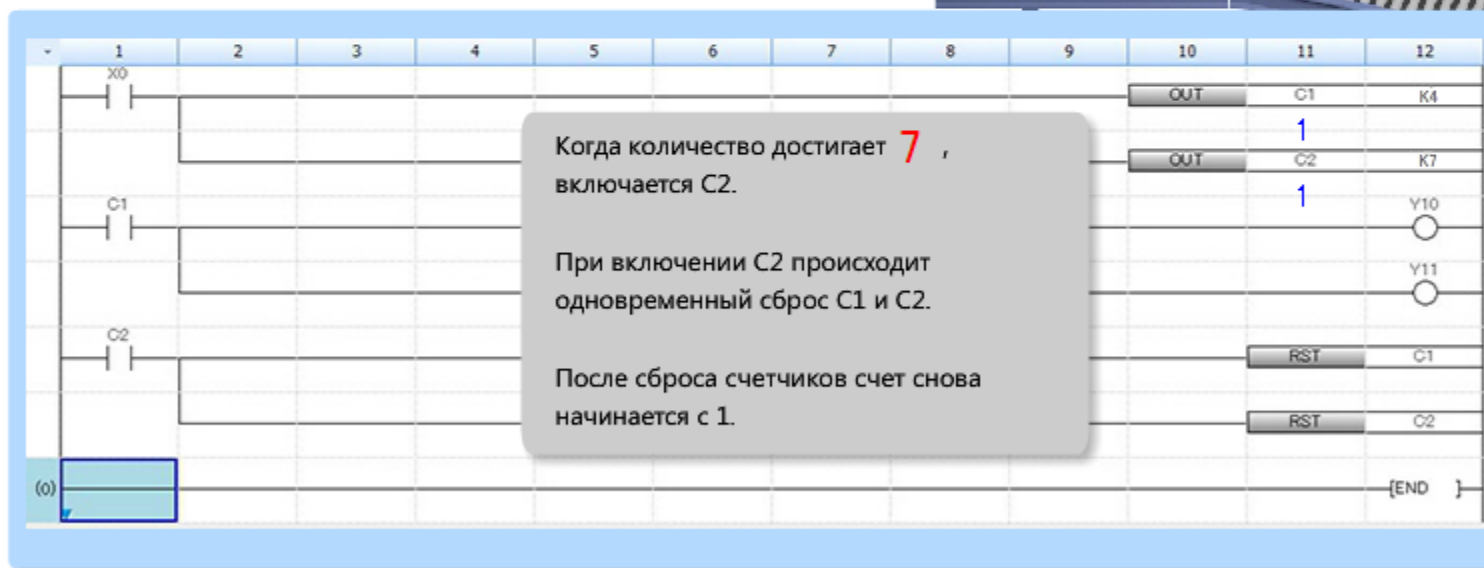 1 2 3 4 5 6 7 8 9 10 11 12
X0
OUT C1 K4
1
OUT C2 K7
1
C1
Y10
Y11
C2
RST C1
RST C2
(0)
[END ]
Когда количество достигает 7 ,
включается C2.
При включении C2 происходит
одновременный сброс C1 и C2.
После сброса счетчиков счет снова
начинается с 1.